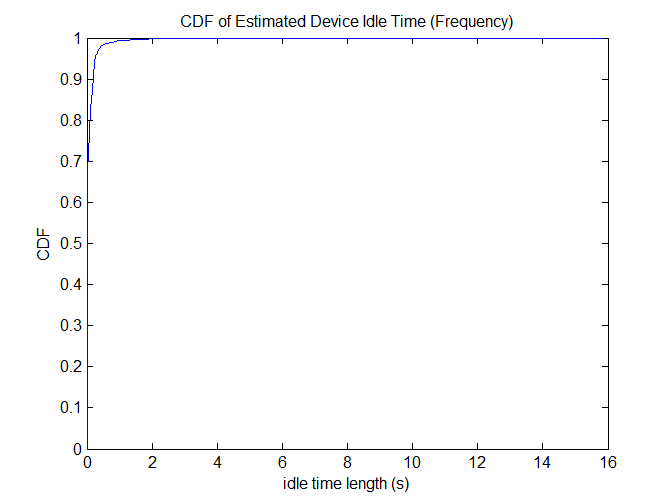 CDF of Estimated Device Idle Time (Frequency)
1
0.9
0.8
0.7
0.6
0.5
0.4
0.3
0.2
0.1
0
CDF
0 2 4 6 8 10 12 14 16
idle time length (s)